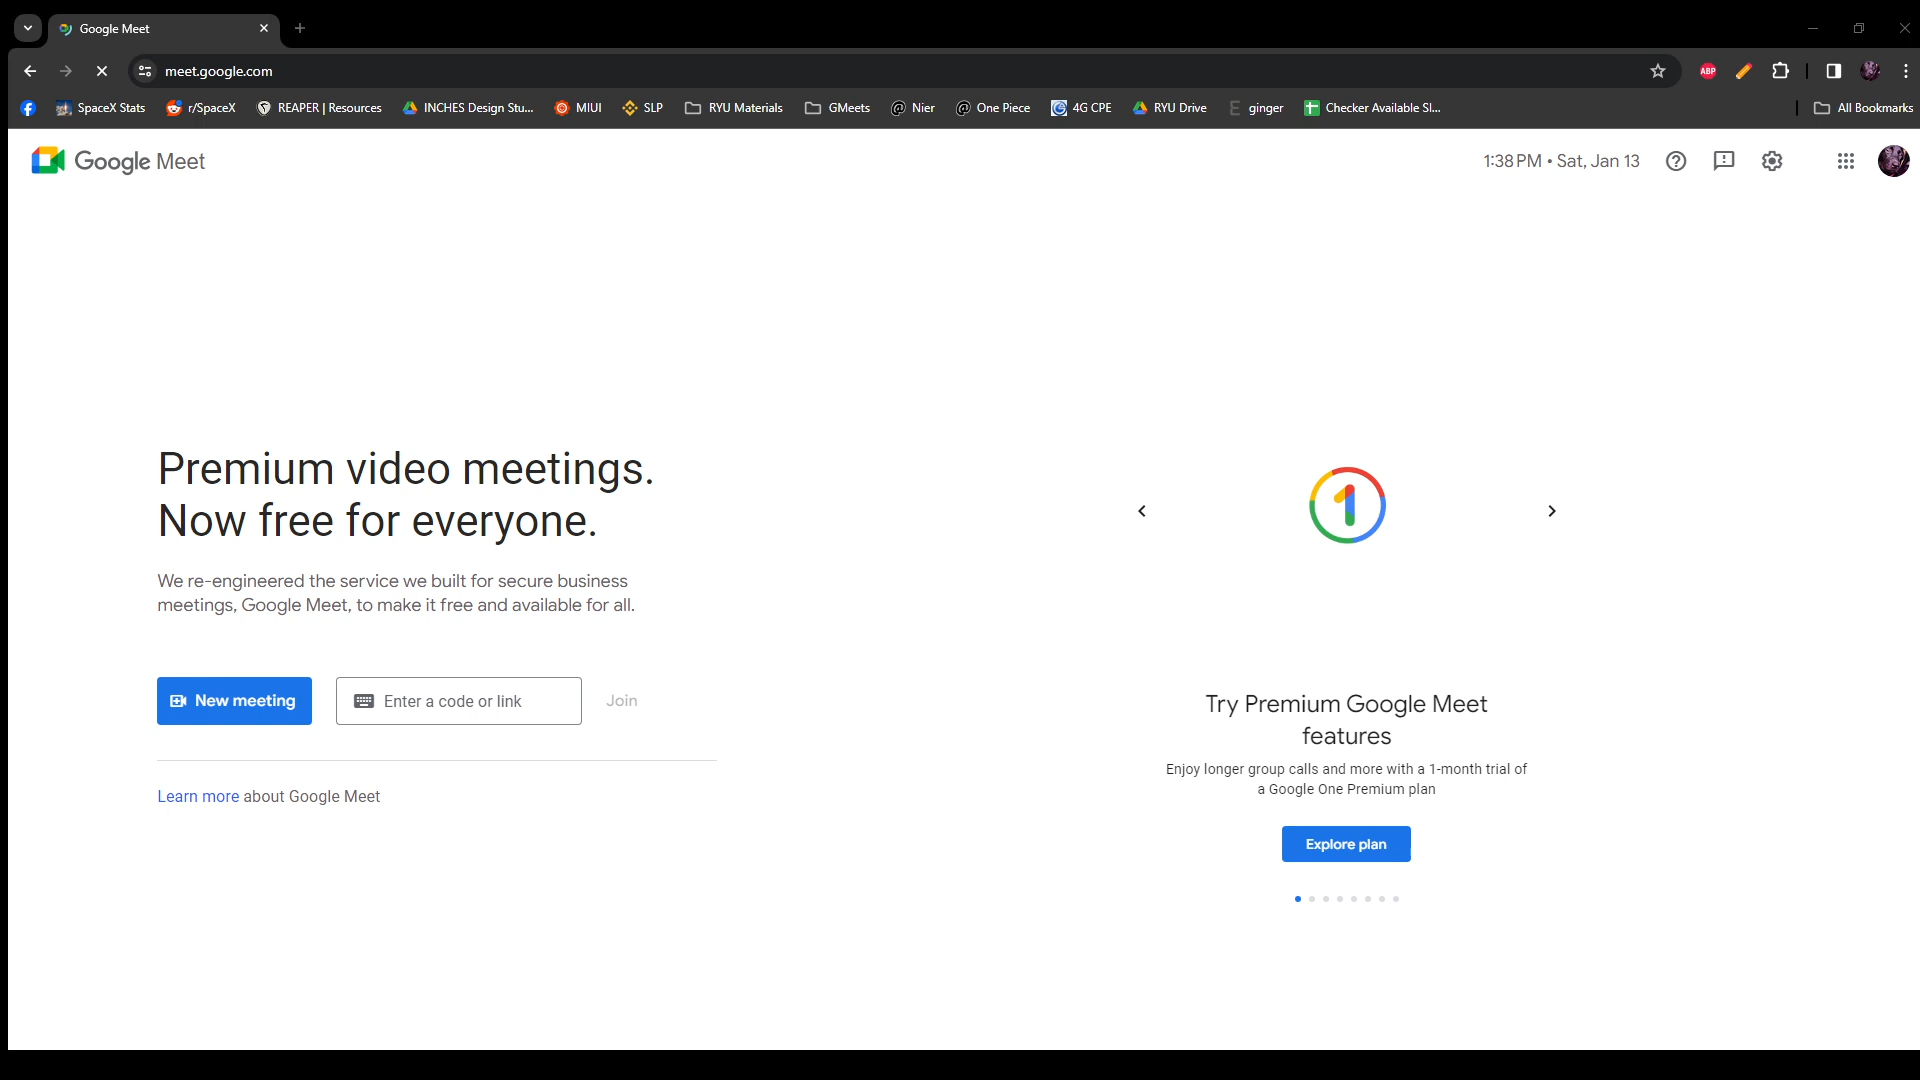 Google Meet
meet.google.com
ABP
SpaceX Stats
r/SpaceX
REAPER | Resources
INCHES Design Stu...
MIUI
SLP
RYU Materials
GMeets
Nier
One Piece
4G CPE
RYU Drive
ginger
Checker Available Sl...
All Bookmarks
Google Meet
1:38 PM • Sat, Jan 13
Premium video meetings.
Now free for everyone.
We re-engineered the service we built for secure business
meetings, Google Meet, to make it free and available for all.
New meeting
Enter a code or link
Join
Learn more about Google Meet
Try Premium Google Meet
features
Enjoy longer group calls and more with a 1-month trial of
a Google One Premium plan
Explore plan